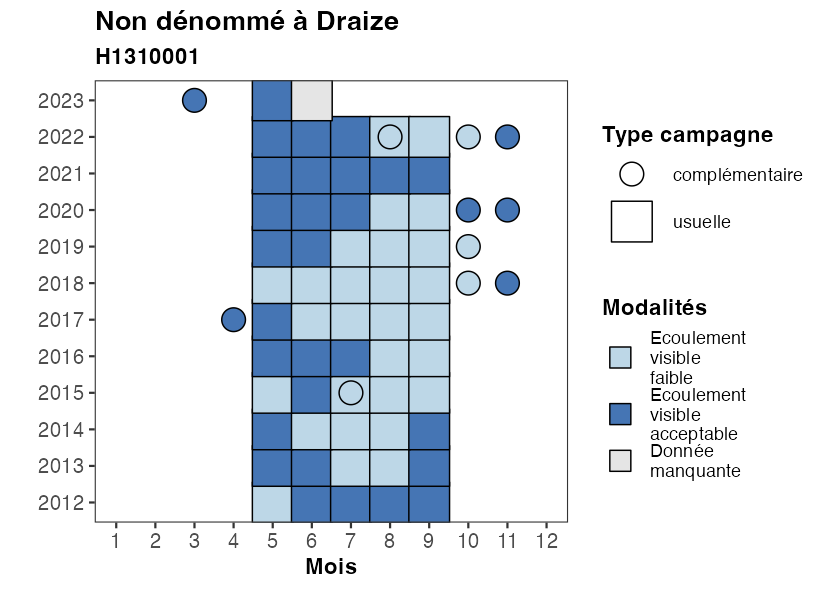 Non dénommé à Draize
H1310001
2023
2022
2021
2020
2019
2018
2017
2016
2015
2014
2013
2012
1 2 3 4 5 6 7 8 9 10 11 12
Mois
Type campagne
complémentaire
usuelle
Modalités
Ecoulement
visible
faible
Ecoulement
visible
acceptable
Donnée
manquante